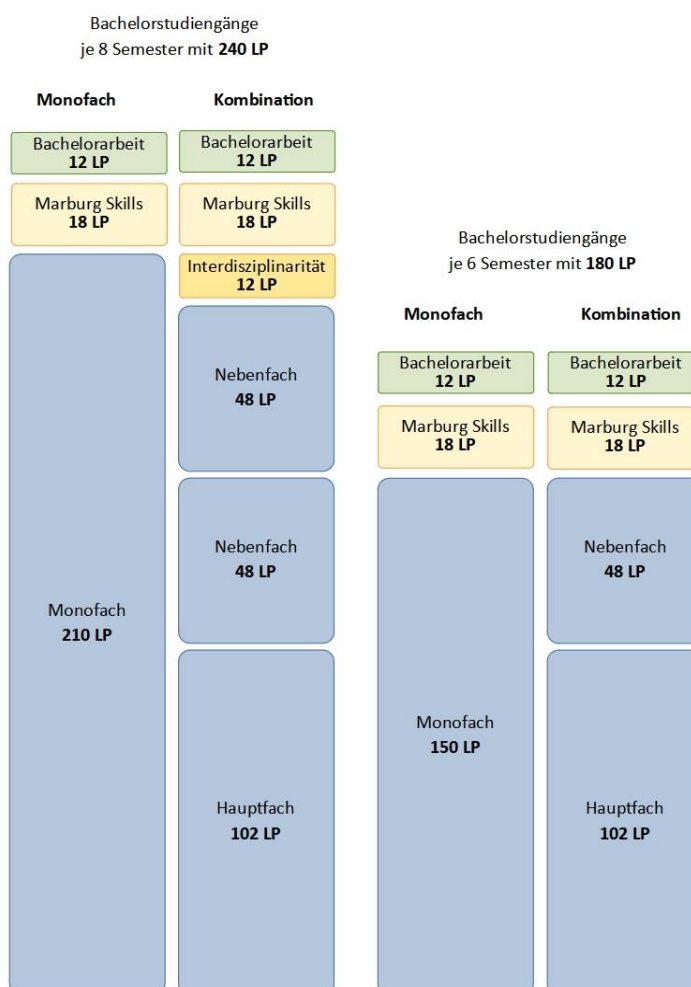 Bachelorstudiengänge
je 8 Semester mit 240 LP
Monofach
Kombination
Bachelorarbeit
12 LP
Marburg Skills
18 LP
Monofach
210 LP
Bachelorarbeit
12 LP
Marburg Skills
18 LP
Interdisziplinarität
12 LP
Nebenfach
48 LP
Nebenfach
48 LP
Hauptfach
102 LP
Bachelorstudiengänge
je 6 Semester mit 180 LP
Monofach
Kombination
Bachelorarbeit
12 LP
Marburg Skills
18 LP
Monofach
150 LP
Bachelorarbeit
12 LP
Marburg Skills
18 LP
Nebenfach
48 LP
Hauptfach
102 LP